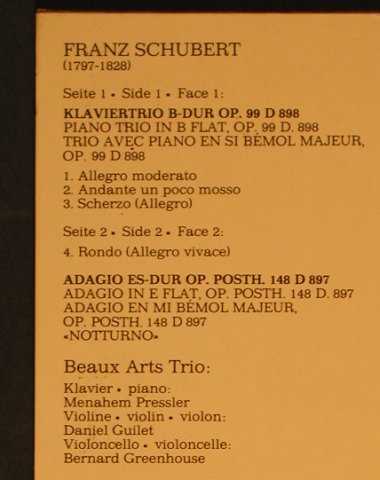 FRANZ SCHUBERT
(1797-1828)
Seite 1 • Side 1 • Face 1:
KLAVIERTRIO B-DUR OP. 99 D 898
PIANO TRIO IN B FLAT, OP. 99 D. 898
TRIO AVEC PIANO EN SI BÉMOL MAJEUR,
OP. 99 D 898
1. Allegro moderato
2. Andante un poco mosso
3. Scherzo (Allegro)
Seite 2 • Side 2 • Face 2:
4. Rondo (Allegro vivace)
ADAGIO ES-DUR OP. POSTH. 148 D 897
ADAGIO IN E FLAT, OP. POSTH. 148 D. 897
ADAGIO EN MI BÉMOL MAJEUR,
OP. POSTH. 148 D 897
«NOTTURNO»
Beaux Arts Trio:
Klavier • piano:
Menahem Pressler
Violine • violin • violon:
Daniel Guilet
Violoncello • violoncelle:
Bernard Greenhouse